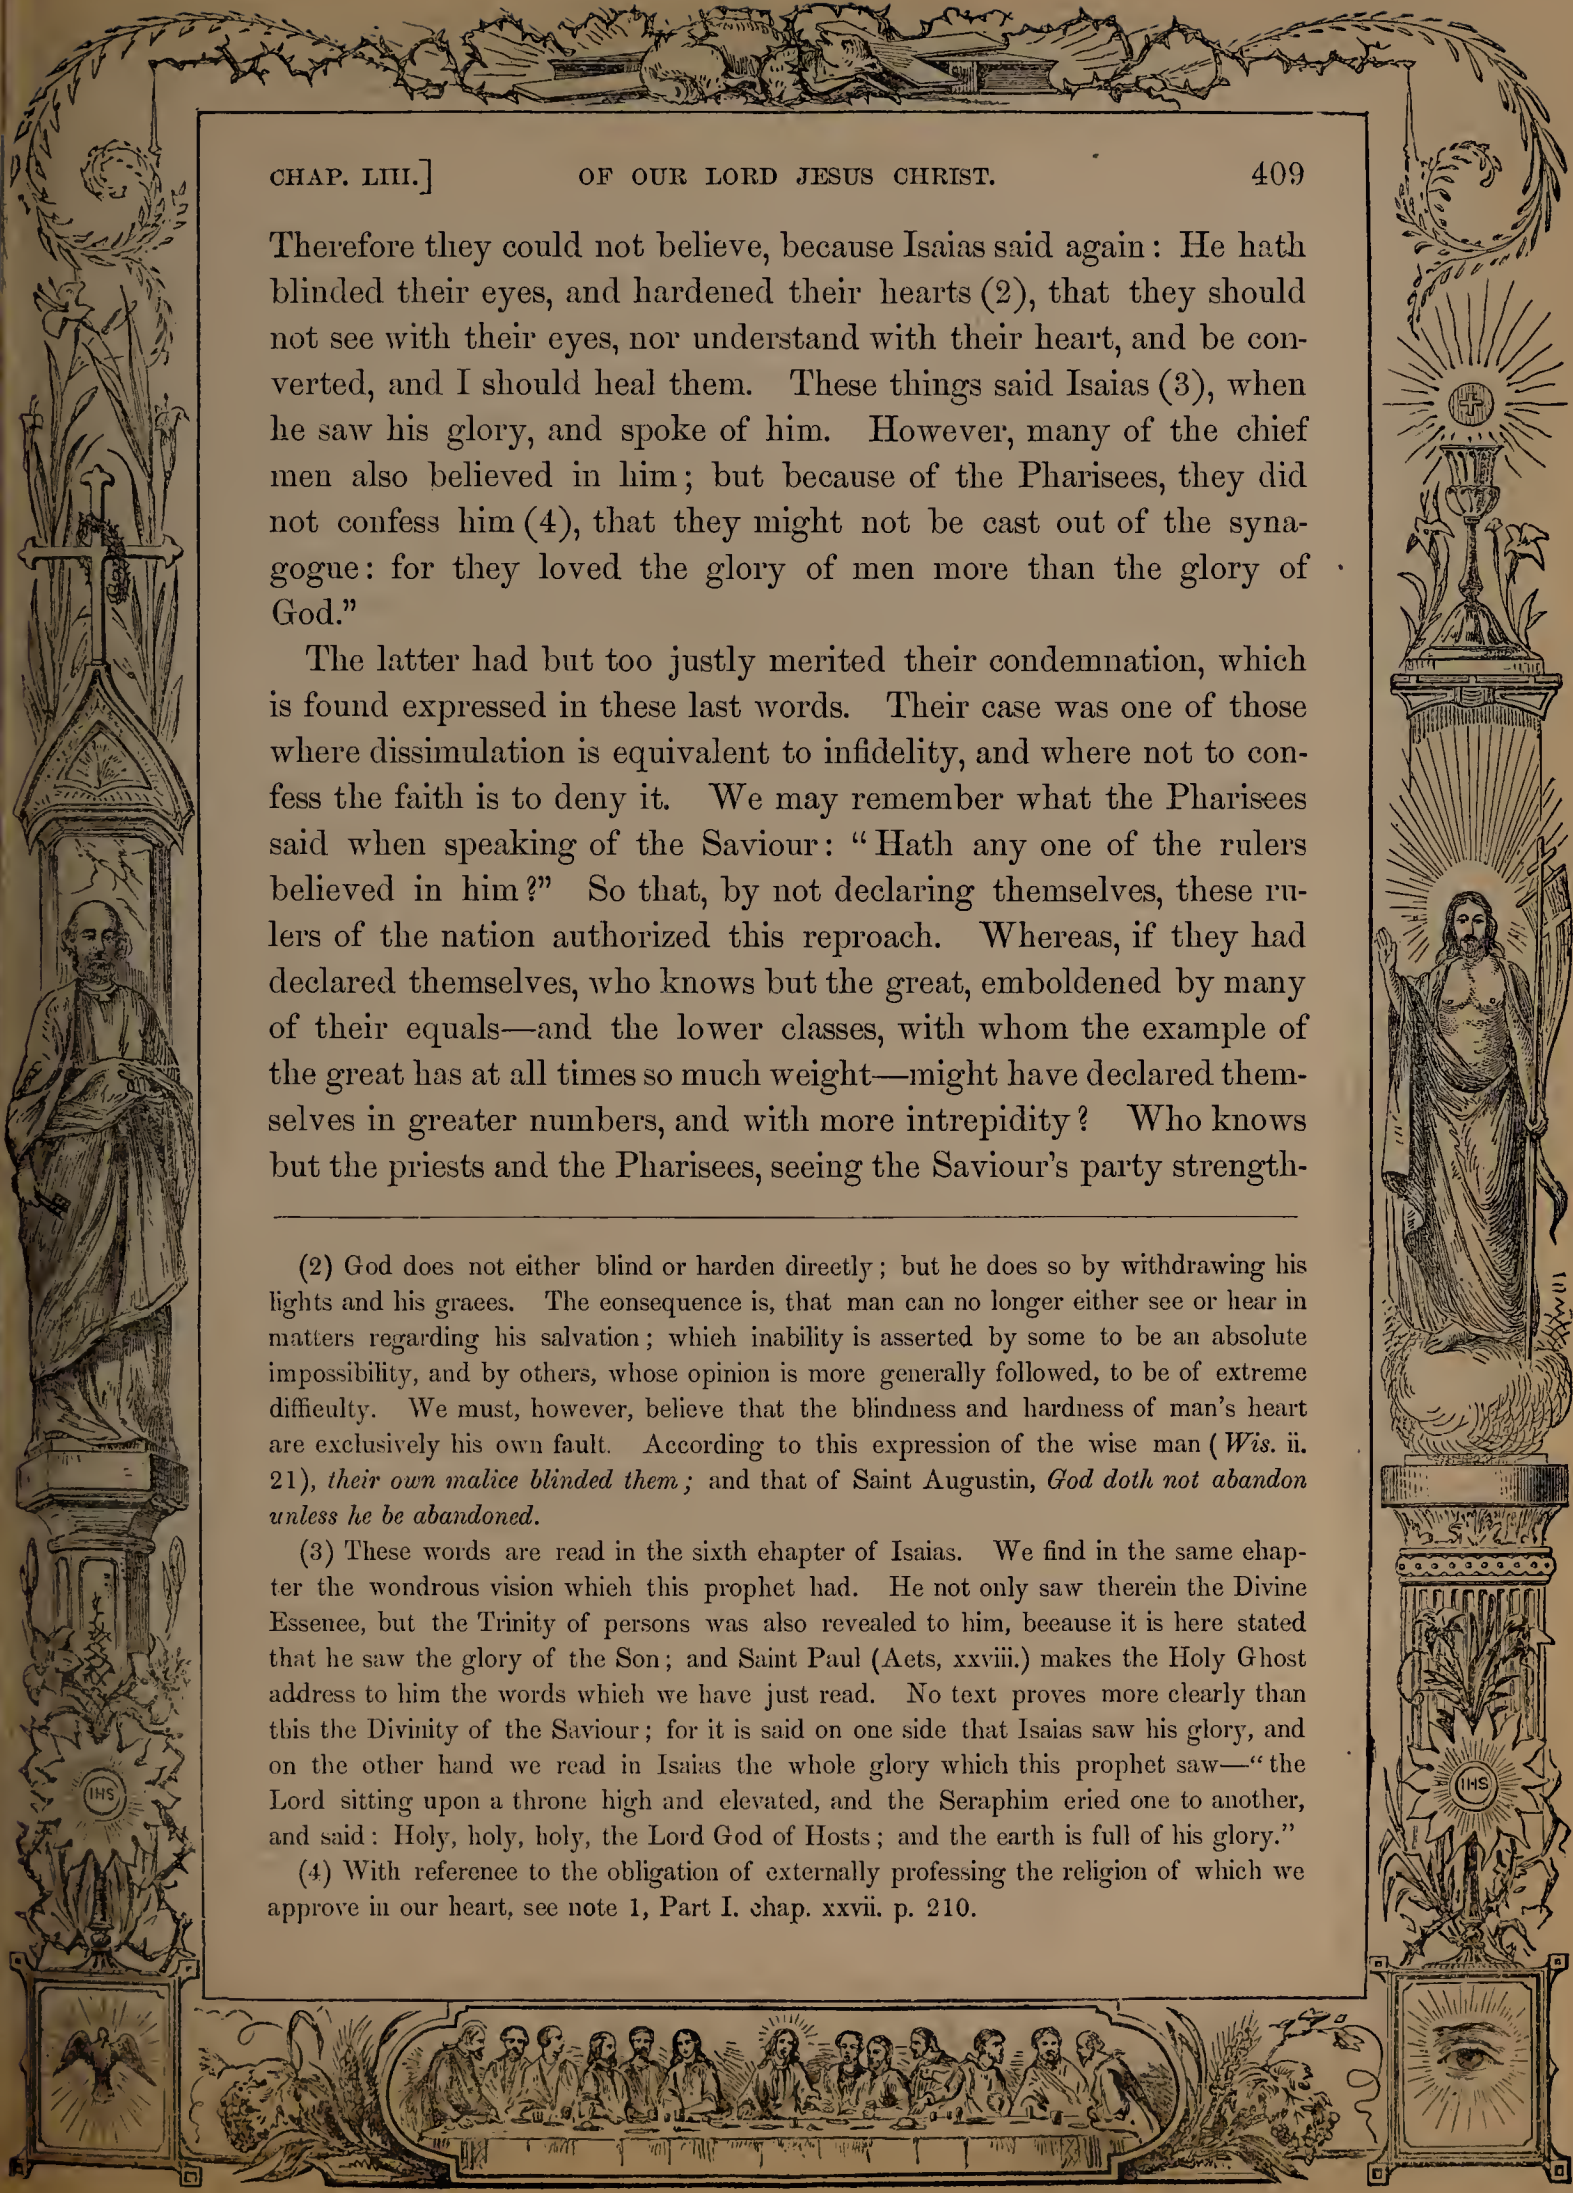 CHAP. LIII.] OF OUR LORD JESUS CHRIST. 409
Therefore they could not believe, because Isaias said again: He hath
blinded their eyes, and hardened their hearts (2), that they should
not see with their eyes, nor understand with their heart, and be con-
verted, and I should heal them. These things said Isaias (3), when
he saw his glory, and spoke of him. However, many of the chief
men also believed in him; but because of the Pharisees, they did
not confess him (4), that they might not be cast out of the syna-
gogue: for they loved the glory of men more than the glory of
God.”
The latter had but too justly merited their condemnation, which
is found expressed in these last words. Their case was one of those
where dissimulation is equivalent to infidelity, and where not to con-
fess the faith is to deny it. We may remember what the Pharisees
said when speaking of the Saviour: “Hath any one of the rulers
believed in him?” So that, by not declaring themselves, these ru-
lers of the nation authorized this reproach. Whereas, if they had
declared themselves, who knows but the great, emboldened by many
of their equals—and the lower classes, with whom the example of
the great has at all times so much weight—might have declared them-
selves in greater numbers, and with more intrepidity? Who knows
but the priests and the Pharisees, seeing the Saviour’s party strength-
(2) God does not either blind or harden directly; but he does so by withdrawing his
lights and his graces. The consequence is, that man can no longer either see or hear in
matters regarding his salvation; which inability is asserted by some to be an absolute
impossibility, and by others, whose opinion is more generally followed, to be of extreme
difficulty. We must, however, believe that the blindness and hardness of man’s heart
are exclusively his own fault. According to this expression of the wise man (Wis. ii.
21), their own malice blinded them; and that of Saint Augustin, God doth not abandon
unless he be abandoned.
(3) These words are read in the sixth chapter of Isaias. We find in the same chap-
ter the wondrous vision which this prophet had. He not only saw therein the Divine
Essence, but the Trinity of persons was also revealed to him, because it is here stated
that he saw the glory of the Son; and Saint Paul (Acts, xxviii.) makes the Holy Ghost
address to him the words which we have just read. No text proves more clearly than
this the Divinity of the Saviour; for it is said on one side that Isaias saw his glory, and
on the other hand we read in Isaias the whole glory which this prophet saw—“the
Lord sitting upon a throne high and elevated, and the Seraphim cried one to another,
and said: Holy, holy, holy, the Lord God of Hosts; and the earth is full of his glory.”
(4) With reference to the obligation of externally professing the religion of which we
approve in our heart, see note 1, Part I. chap. xxvii. p. 210.
IHS
IHS